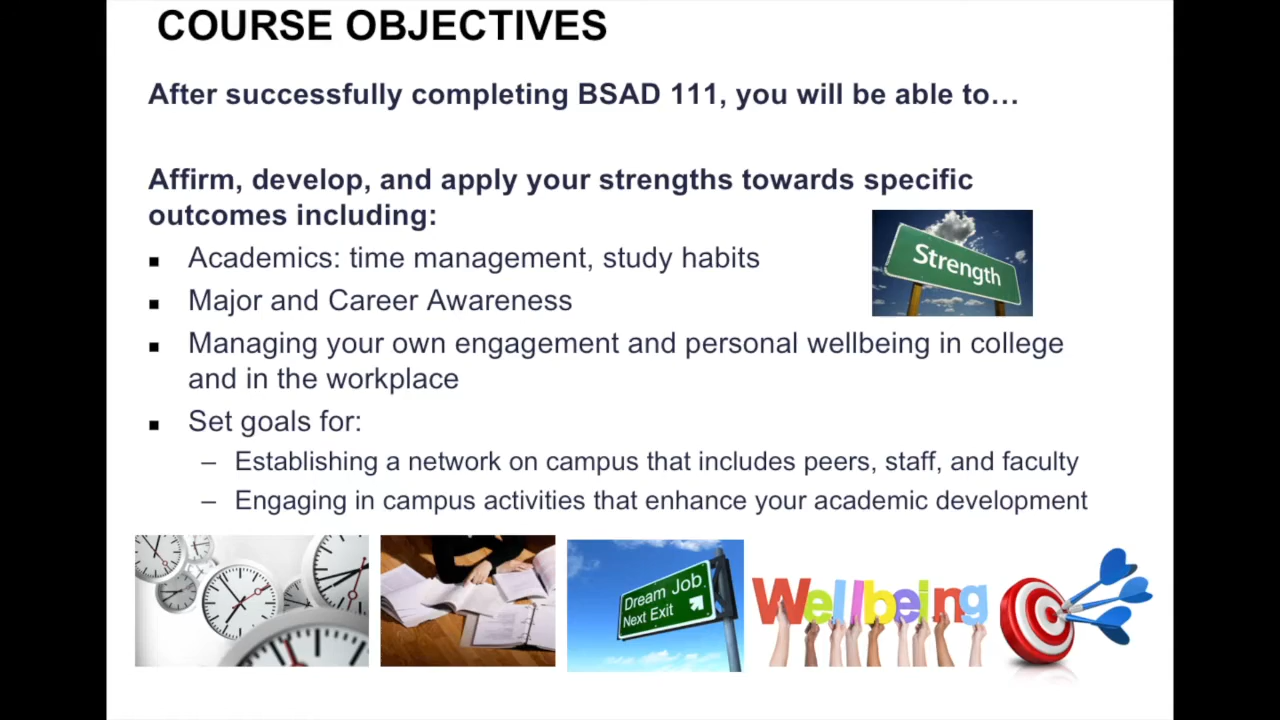 COURSE OBJECTIVES
After successfully completing BSAD 111, you will be able to…
Affirm, develop, and apply your strengths towards specific
outcomes including:
Academics: time management, study habits
Major and Career Awareness
Managing your own engagement and personal wellbeing in college
and in the workplace
Set goals for:
– Establishing a network on campus that includes peers, staff, and faculty
– Engaging in campus activities that enhance your academic development
Strength
Dream Job
Next Exit
Wellbeing